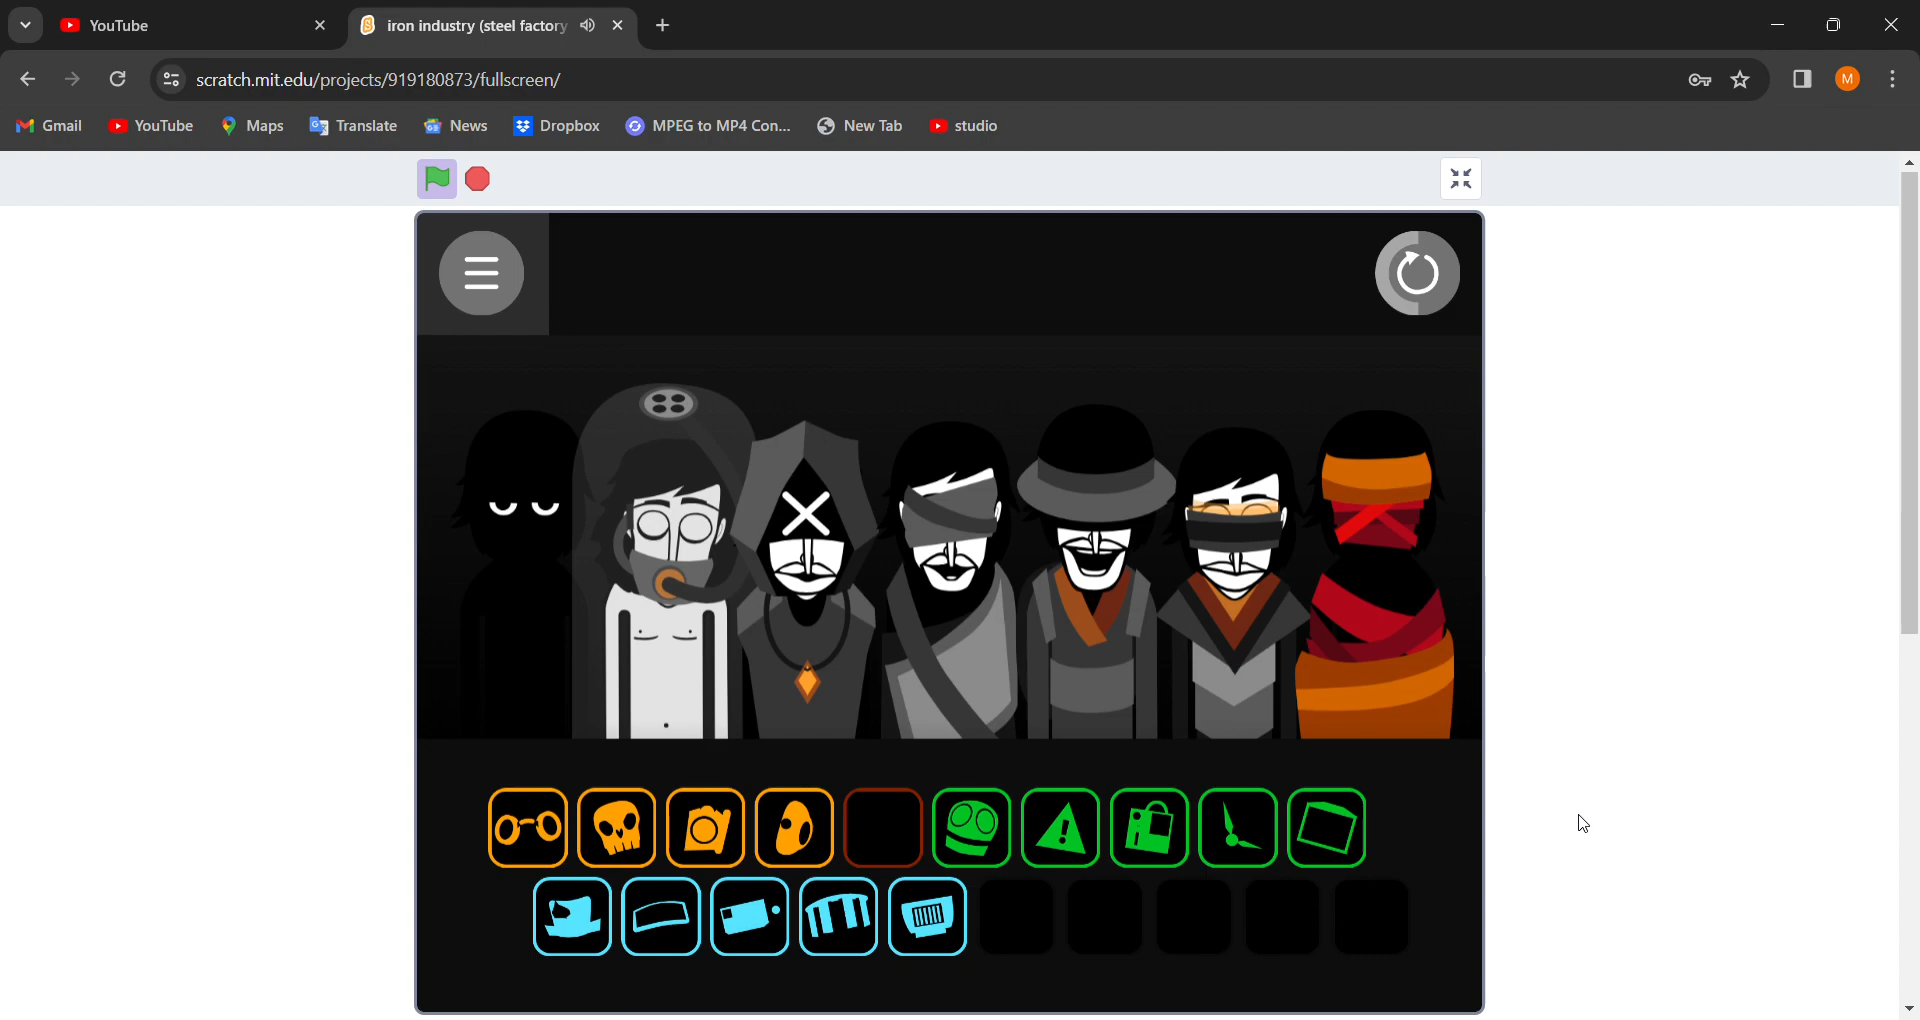 YouTube
iron industry (steel factory
scratch.mit.edu/projects/919180873/fullscreen/
M
Gmail
YouTube
Maps
Translate
News
Dropbox
MPEG to MP4 Con...
New Tab
studio